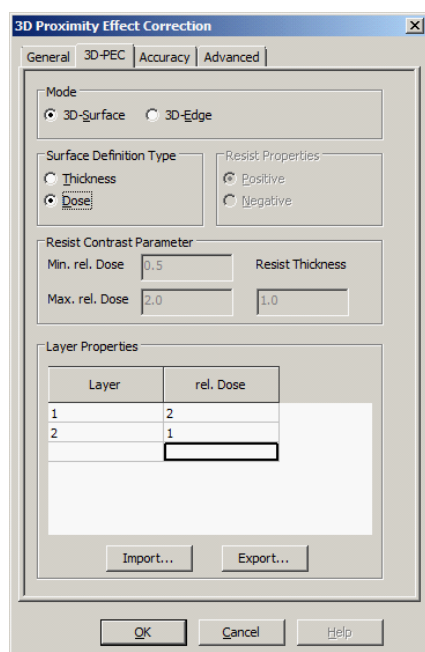 3D Proximity Effect Correction
General 3D-PEC Accuracy Advanced
Mode
3D-Surface 3D-Edge
Surface Definition Type Resist Properties
Thickness Positive
Dose Negative
Resist Contrast Parameter
Min. rel. Dose 0.5 Resist Thickness
Max. rel. Dose 2.0 1.0
Layer Properties
Layer rel. Dose
1 2
2 1
Import... Export...
OK Cancel Help